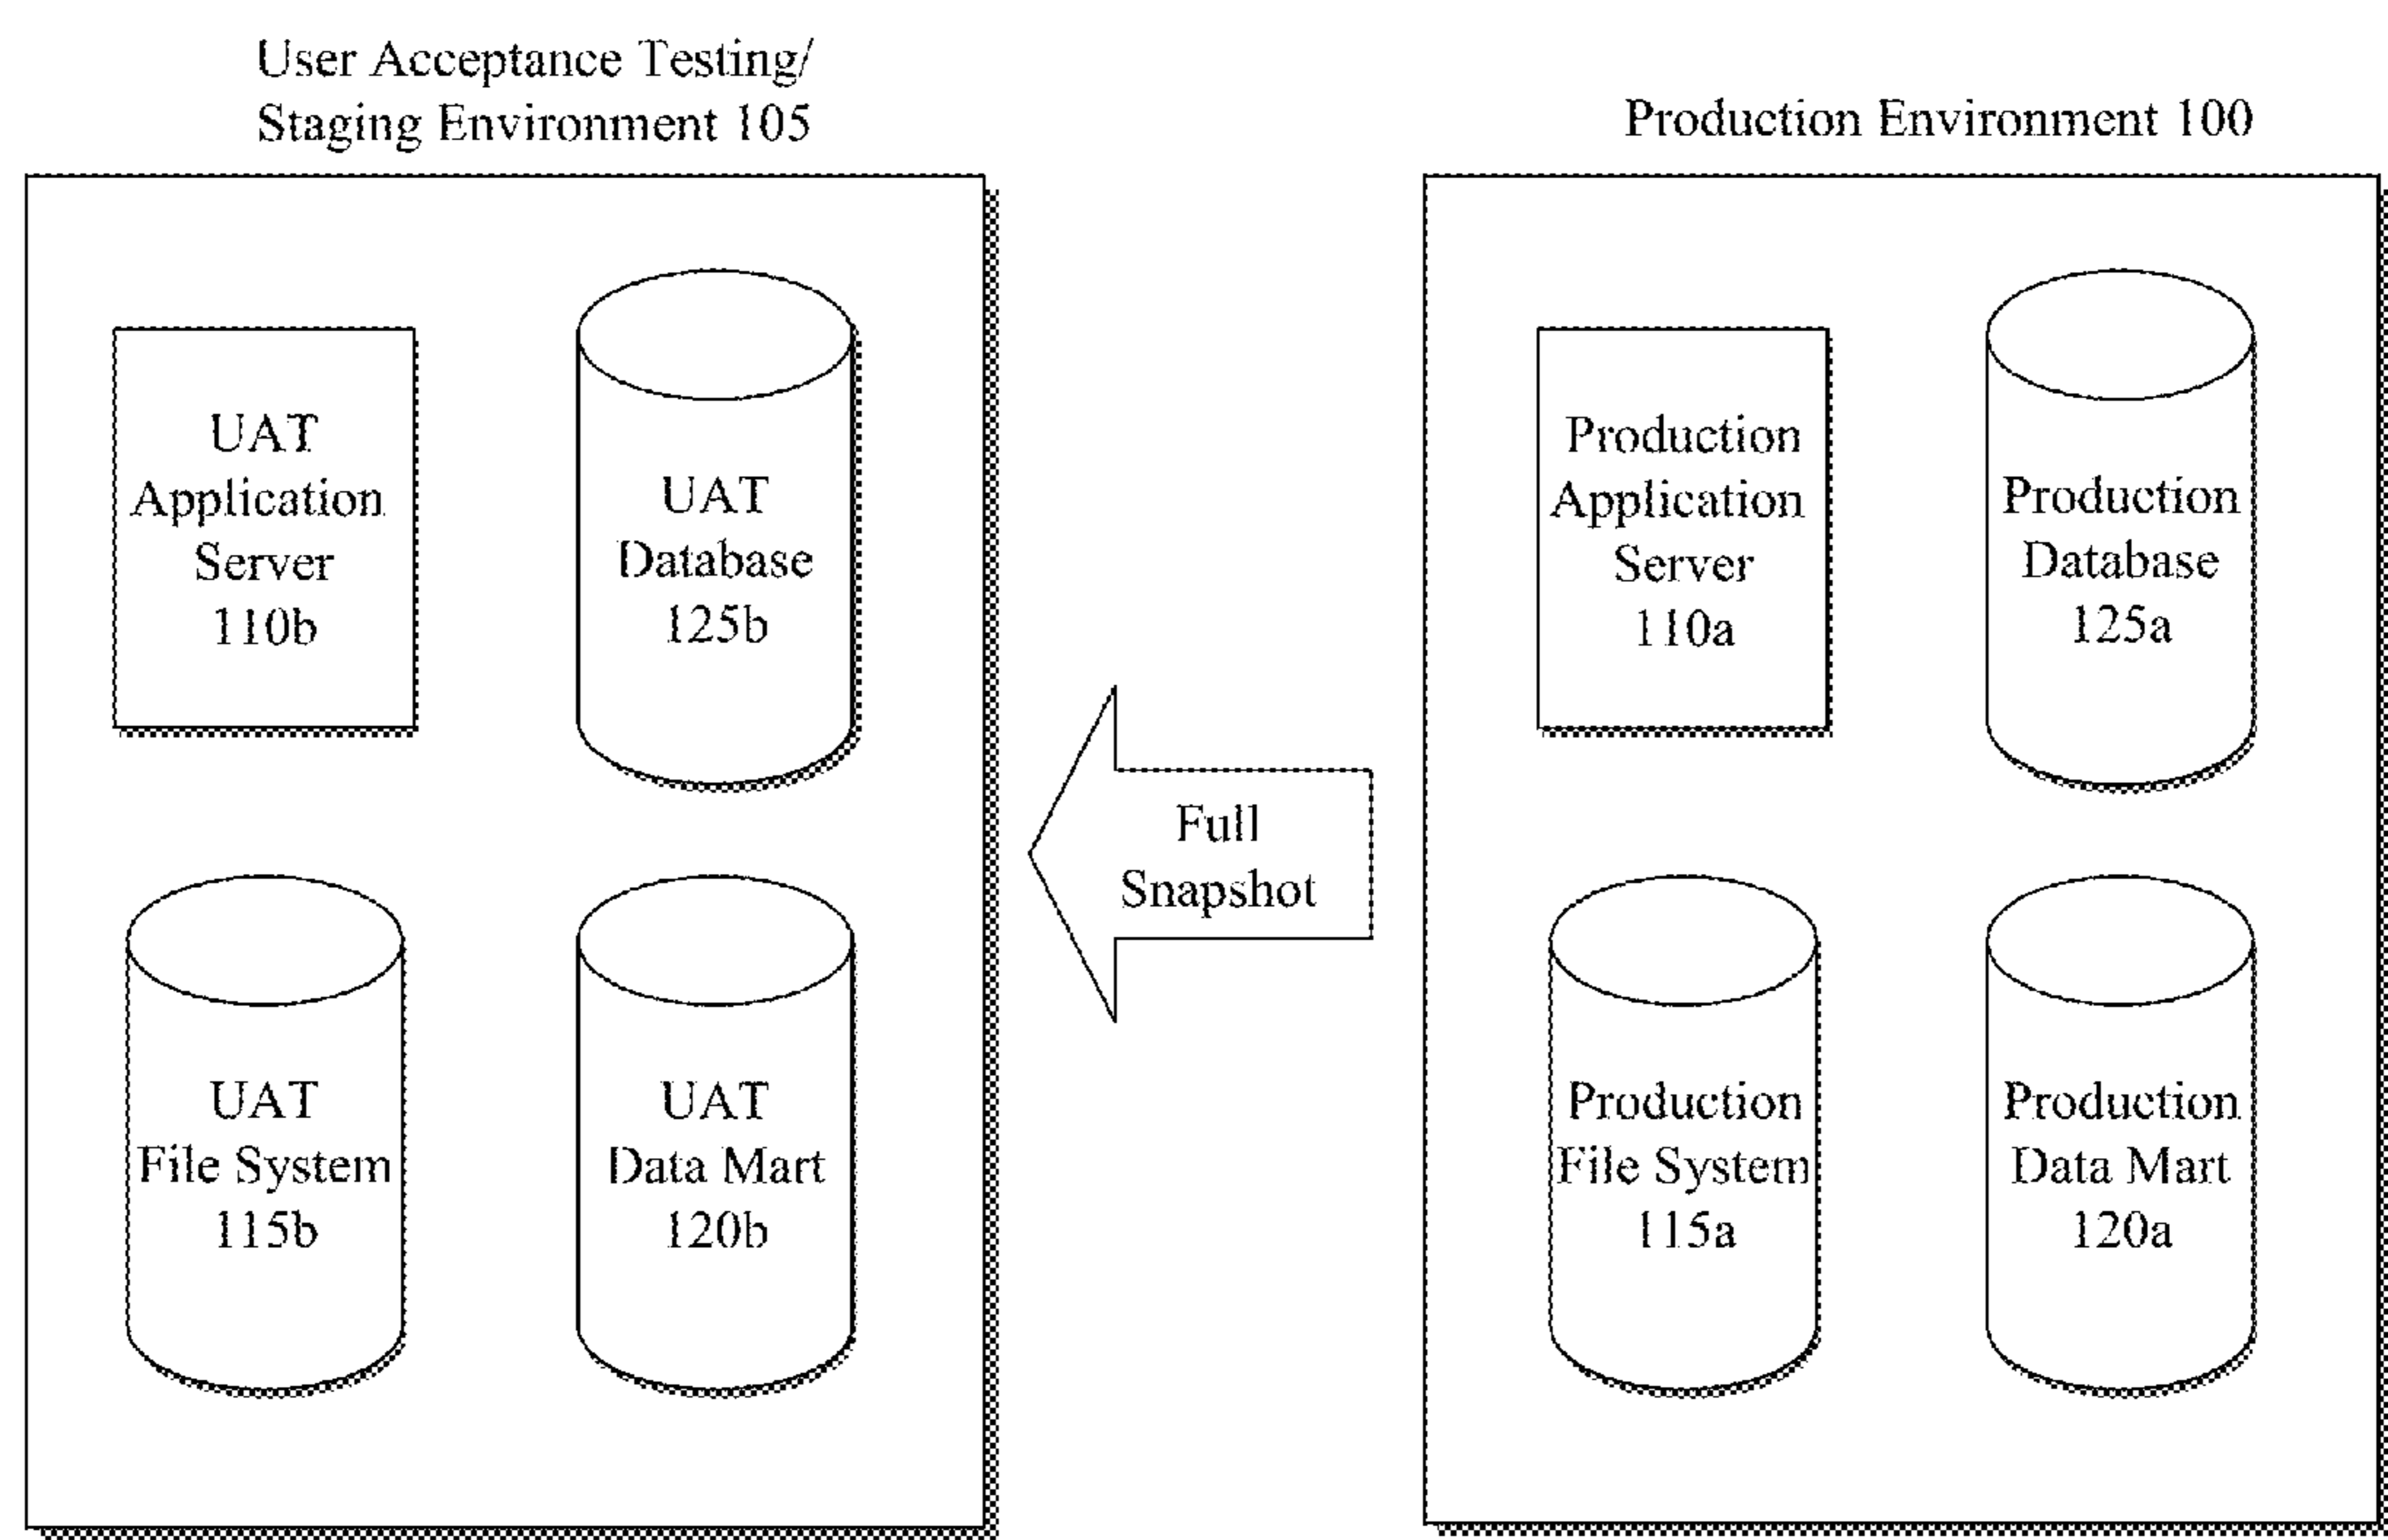 User Acceptance Testing/
Staging Environment 105
UAT
Application
Server
110b
UAT
Database
125b
UAT
File System
115b
UAT
Data Mart
120b
Full
Snapshot
Production Environment 100
Production
Application
Server
110a
Production
Database
125a
Production
File System
115a
Production
Data Mart
120a